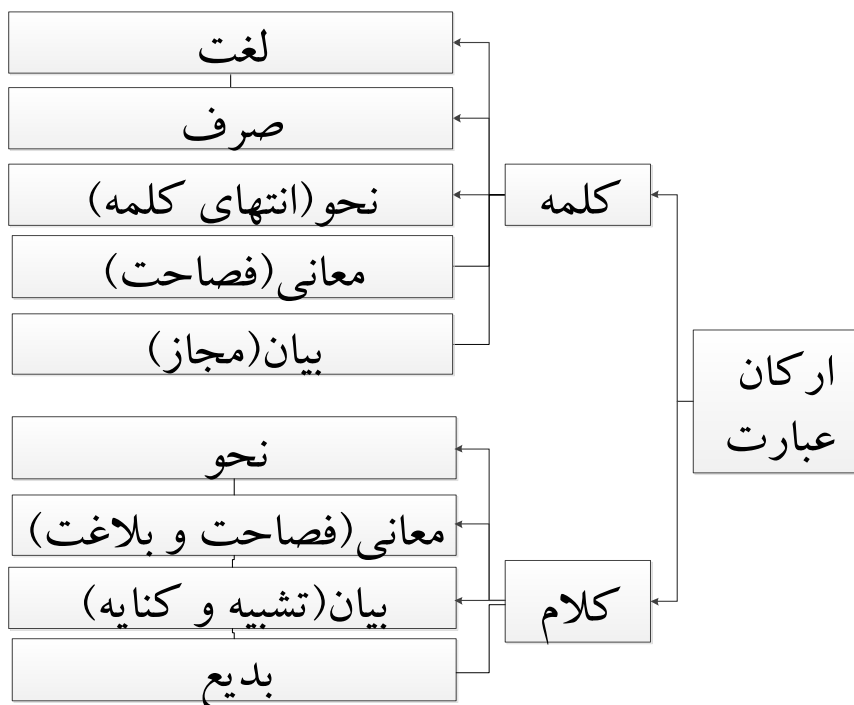 ارکان
عبارت
کلمه
لغت
صرف
نحو(انتهای کلمه)
معانی(فصاحت)
بیان(مجاز)
کلام
نحو
معانی(فصاحت و بلاغت)
بیان(تشبیه و کنایه)
بدیع